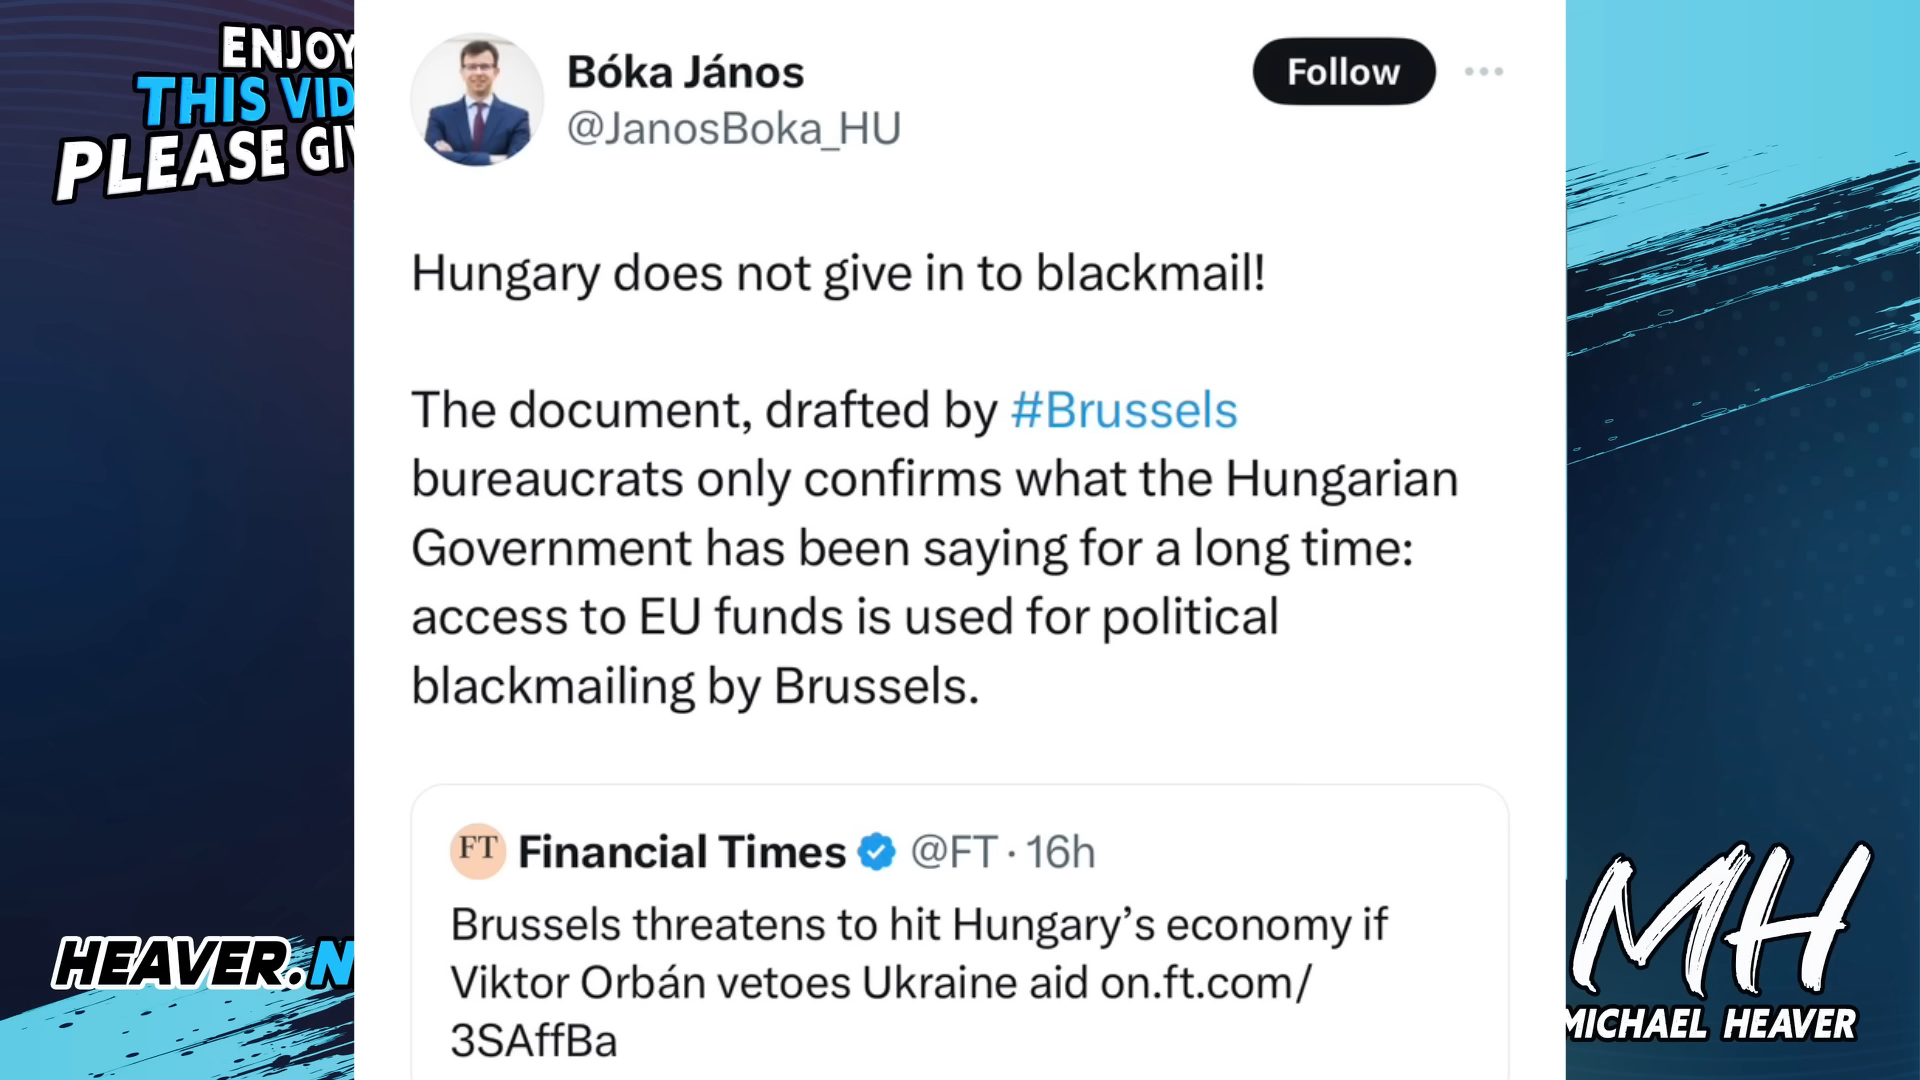 ENJOY
THIS VID
PLEASE GIV
Bóka János
@JanosBoka_HU
Follow
Hungary does not give in to blackmail!
The document, drafted by #Brussels
bureaucrats only confirms what the Hungarian
Government has been saying for a long time:
access to EU funds is used for political
blackmailing by Brussels.
FT Financial Times @FT · 16h
Brussels threatens to hit Hungary’s economy if
Viktor Orbán vetoes Ukraine aid on.ft.com/
3SAffBa
HEAVER.N
MH
MICHAEL HEAVER